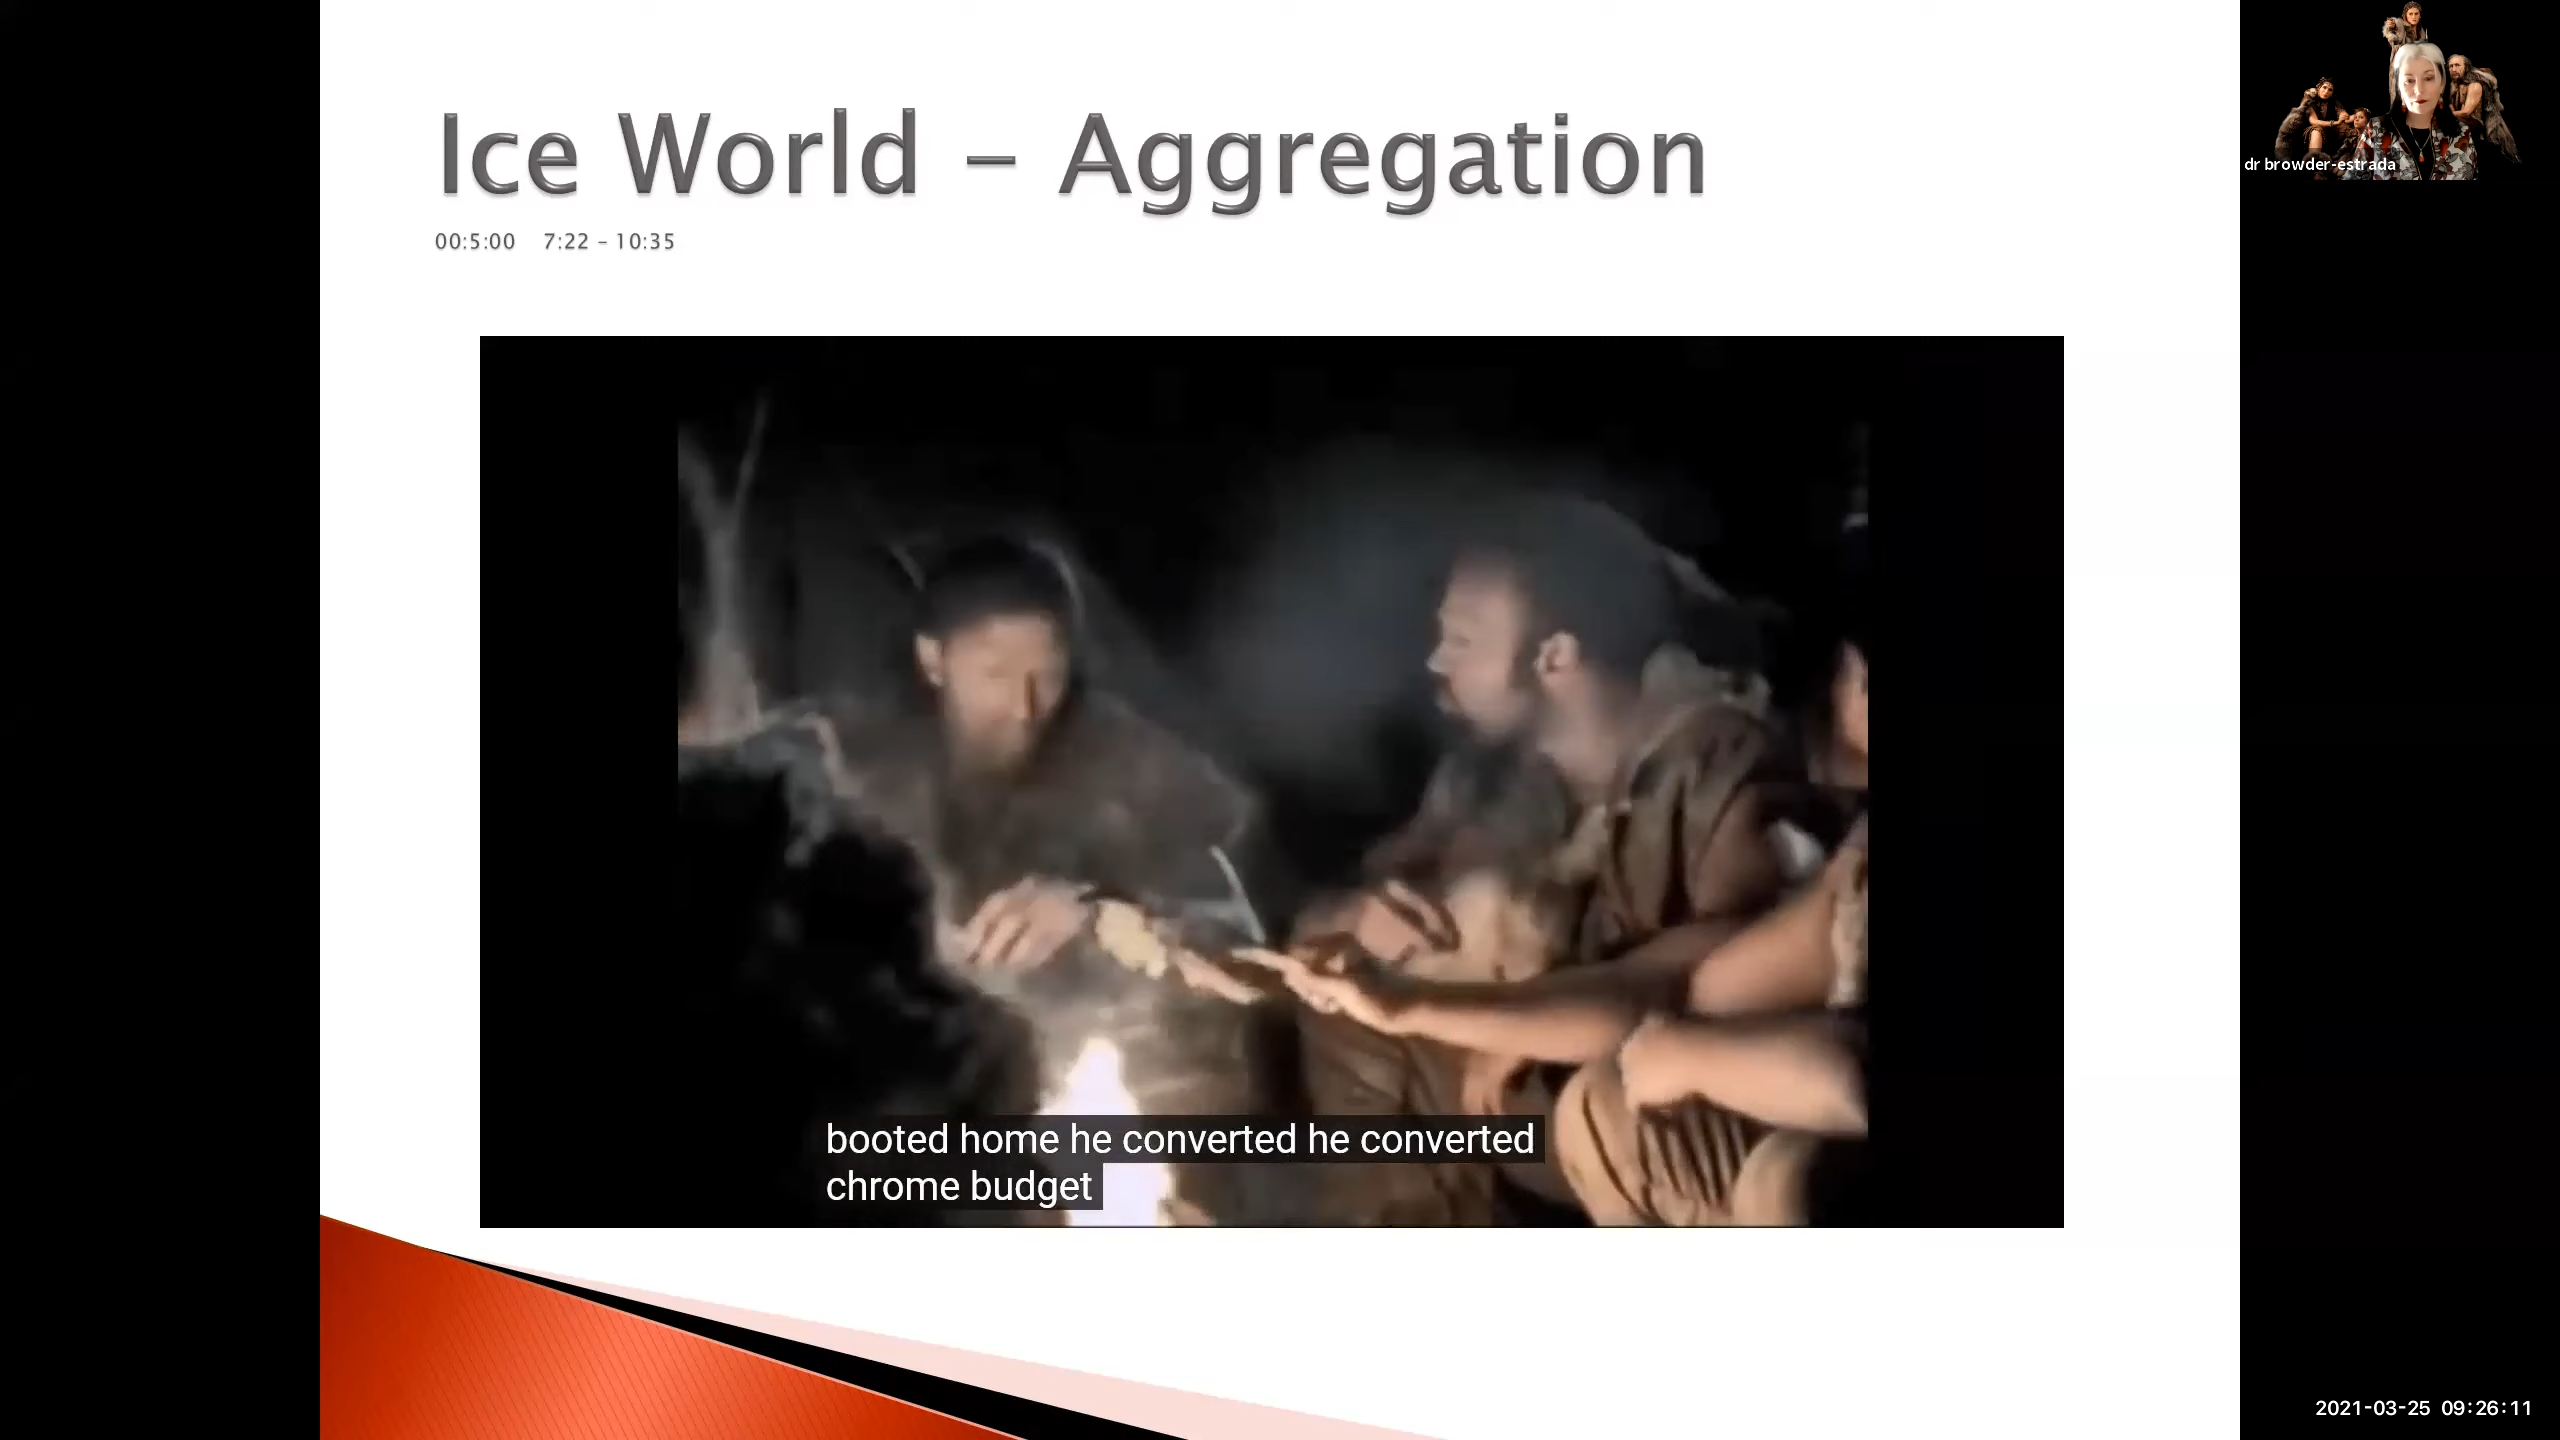 Ice World – Aggregation
00:5:00 7:22 – 10:35
dr browder-estrada
booted home he converted he converted
chrome budget
2021-03-25 09:26:11